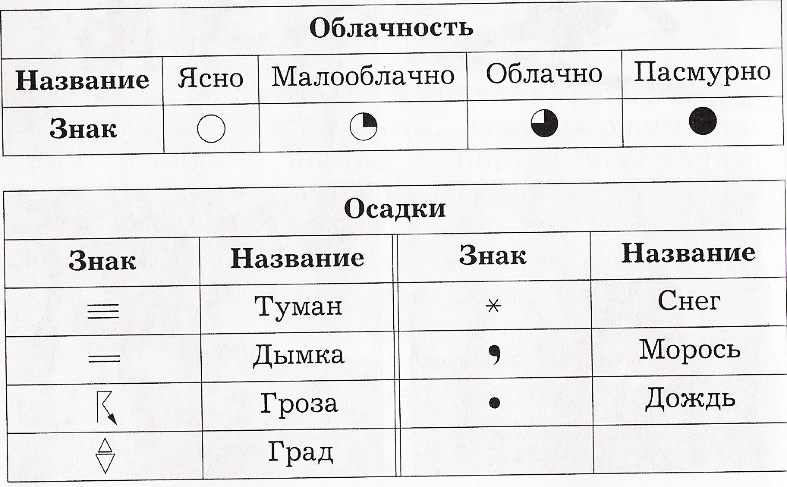 Облачность
Название Ясно Малооблачно Облачно Пасмурно
Знак
Осадки
Знак Название Знак Название
Туман Снег
Дымка Морось
Гроза Дождь
Град